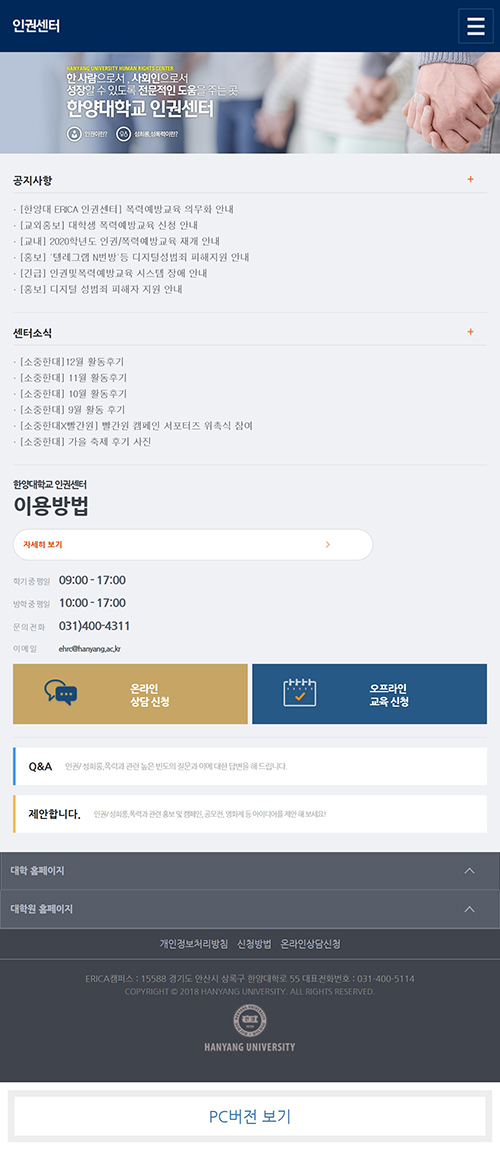 인권센터
HANYANG UNIVERSITY HUMAN RIGHTS CENTER
한 사람으로서 , 사회인으로서
성장할 수 있도록 전문적인 도움을 주는 곳
한양대학교 인권센터
인권이란? 성희롱,성폭력이란?
공지사항 +
· [한양대 ERICA 인권센터] 폭력예방교육 의무화 안내
· [교외홍보] 대학생 폭력예방교육 신청 안내
· [교내] 2020학년도 인권/폭력예방교육 재개 안내
· [홍보] '텔레그램 N번방'등 디지털성범죄 피해지원 안내
· [긴급] 인권및폭력예방교육 시스템 장애 안내
· [홍보] 디지털 성범죄 피해자 지원 안내
센터소식 +
· [소중한대]12월 활동후기
· [소중한대] 11월 활동후기
· [소중한대] 10월 활동후기
· [소중한대] 9월 활동 후기
· [소중한대X빨간원] 빨간원 캠페인 서포터즈 위촉식 참여
· [소중한대] 가을 축제 후기 사진
한양대학교 인권센터
이용방법
자세히 보기
학기중 평일 09:00 - 17:00
방학중 평일 10:00 - 17:00
문의전화 031)400-4311
이메일 ehrc@hanyang.ac.kr
온라인
상담 신청
오프라인
교육 신청
Q&A 인권/ 성희롱,폭력과 관련 높은 빈도의 질문과 이에 대한 답변을 해 드립니다.
제안합니다. 인권/ 성희롱,폭력과 관련 홍보 및 캠페인, 공모전, 영화제 등 아이디어를 제안 해 보세요!
대학 홈페이지
대학원 홈페이지
개인정보처리방침 신청방법 온라인상담신청
ERICA캠퍼스 : 15588 경기도 안산시 상록구 한양대학로 55 대표전화번호 : 031-400-5114
COPYRIGHT © 2018 HANYANG UNIVERSITY. ALL RIGHTS RESERVED.
HANYANG UNIVERSITY
PC버전 보기